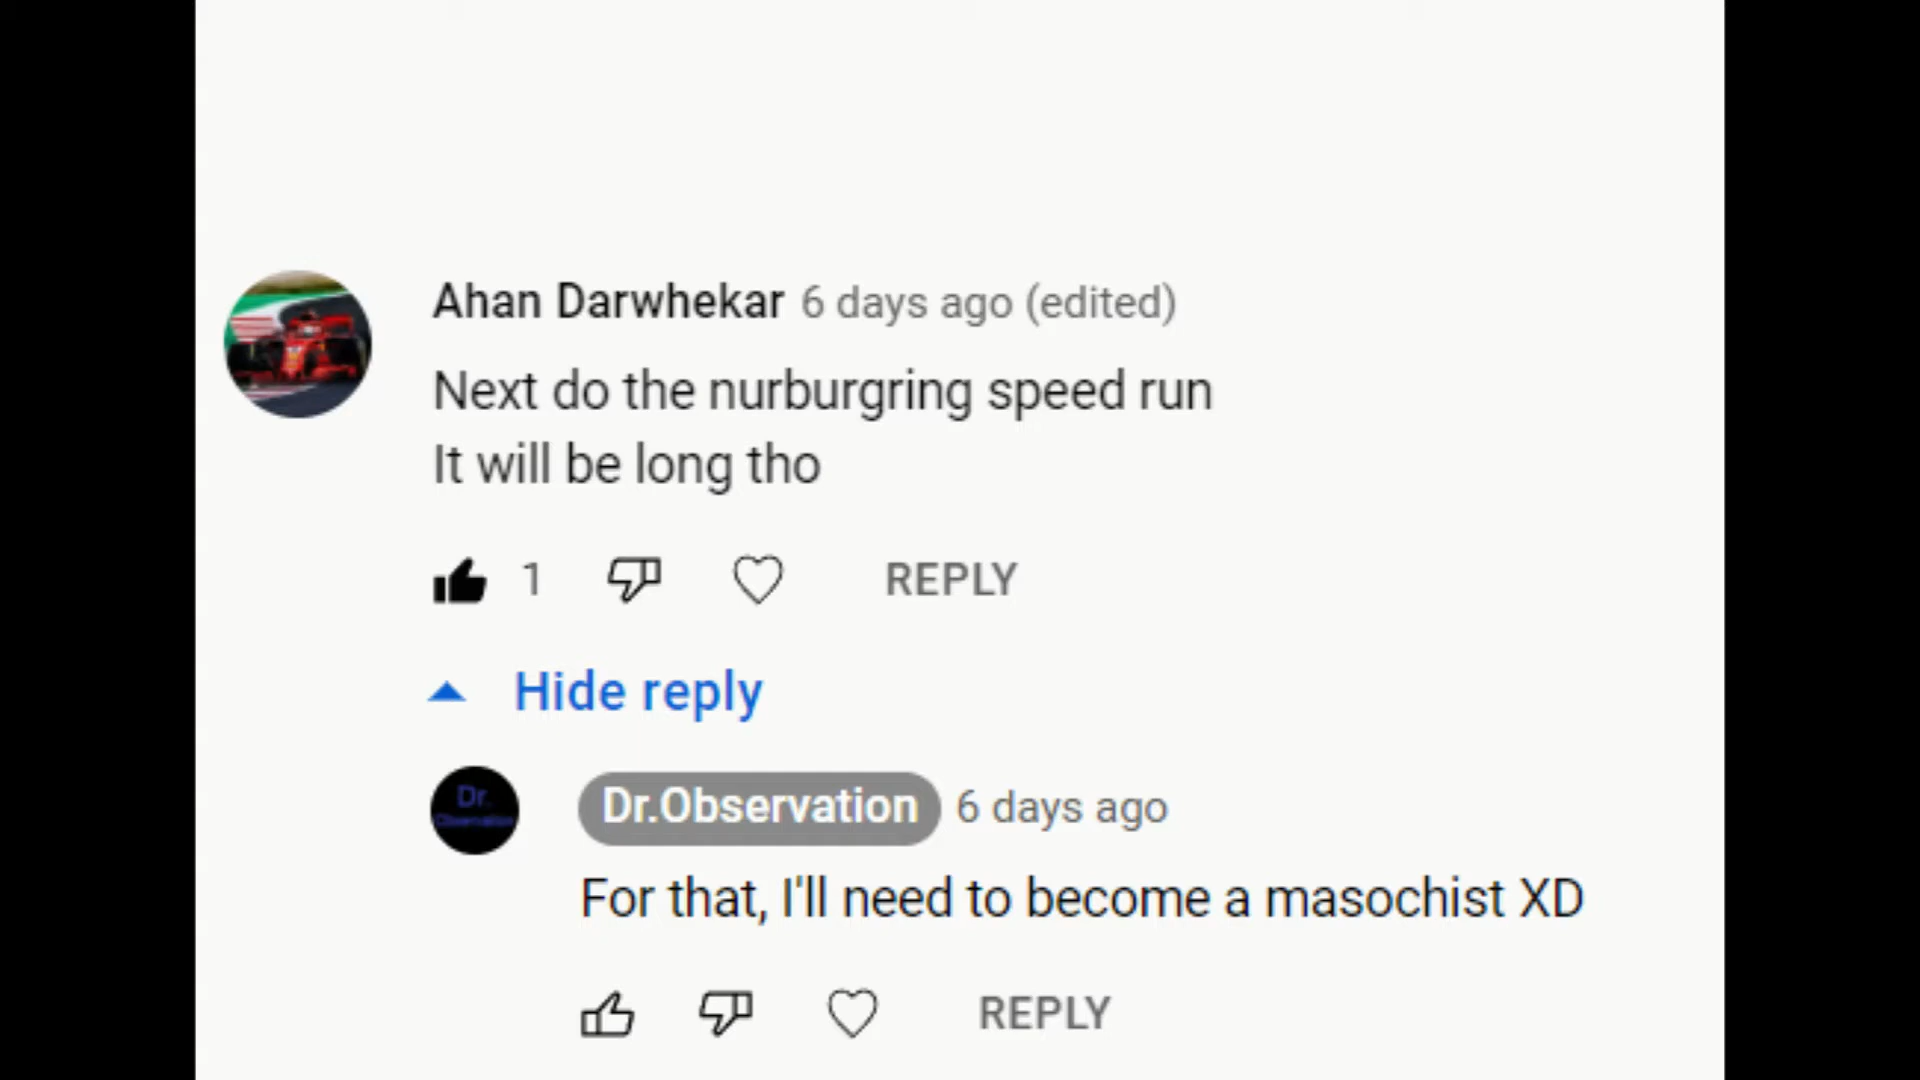 Ahan Darwhekar 6 days ago (edited)
Next do the nurburgring speed run
It will be long tho
1 REPLY
Hide reply
Dr.
Dr.Observation 6 days ago
For that, I'll need to become a masochist XD
REPLY